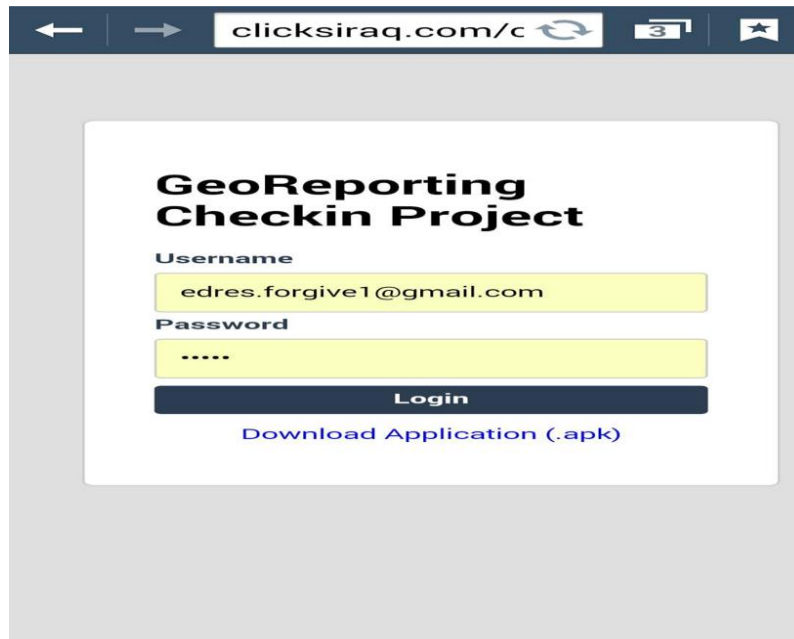 clicksiraq.com/c
3
GeoReporting
Checkin Project
Username
edres.forgive1@gmail.com
Password
•••••
Login
Download Application (.apk)